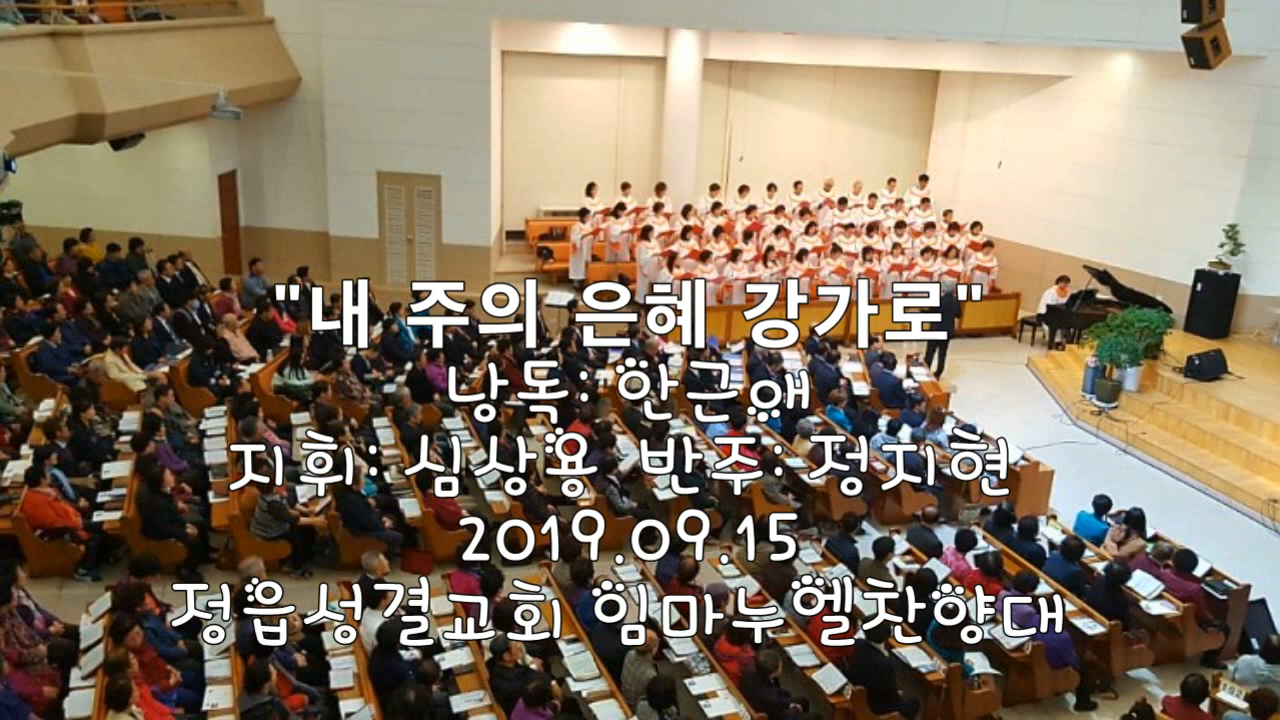 "내 주의 은혜 강가로"
낭독: 안근애
지휘: 심상용 반주: 정지현
2019.09.15
정읍성결교회 임마누엘찬양대